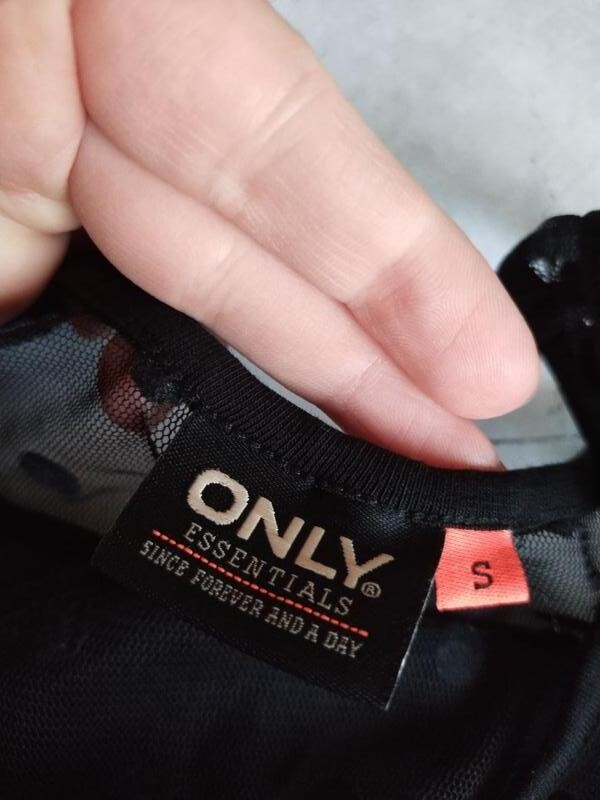 ONLY®
ESSENTIALS
SINCE FOREVER AND A DAY
S